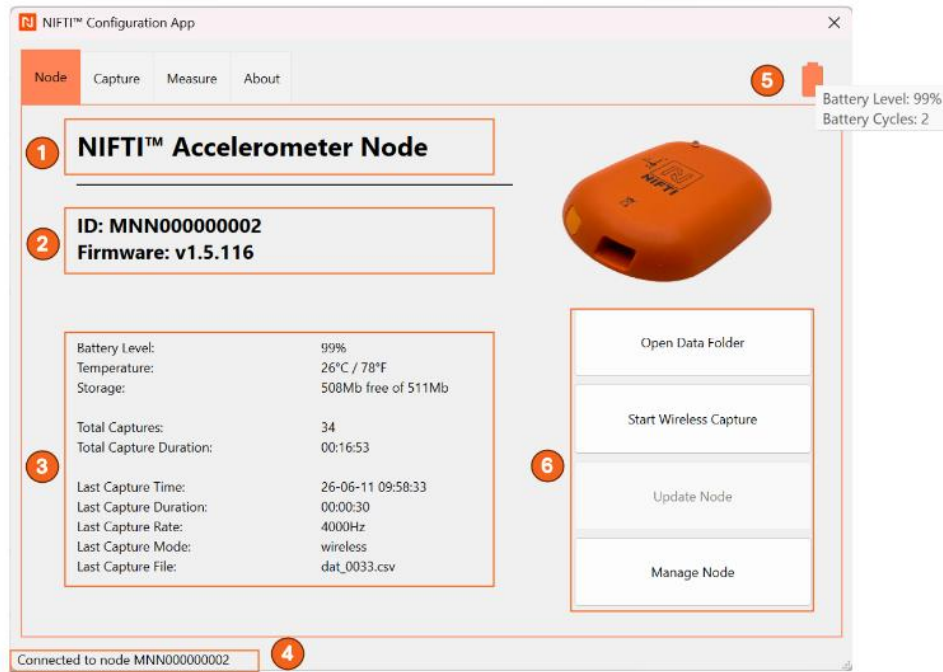 NIFTI™ Configuration App
Node Capture Measure About
5
Battery Level: 99%
Battery Cycles: 2
1
NIFTI™ Accelerometer Node
NIFTI
2
ID: MNN000000002
Firmware: v1.5.116
3
Battery Level: 99%
Temperature: 26°C / 78°F
Storage: 508Mb free of 511Mb
Total Captures: 34
Total Capture Duration: 00:16:53
Last Capture Time: 26-06-11 09:58:33
Last Capture Duration: 00:00:30
Last Capture Rate: 4000Hz
Last Capture Mode: wireless
Last Capture File: dat_0033.csv
6
Open Data Folder
Start Wireless Capture
Update Node
Manage Node
Connected to node MNN000000002
4